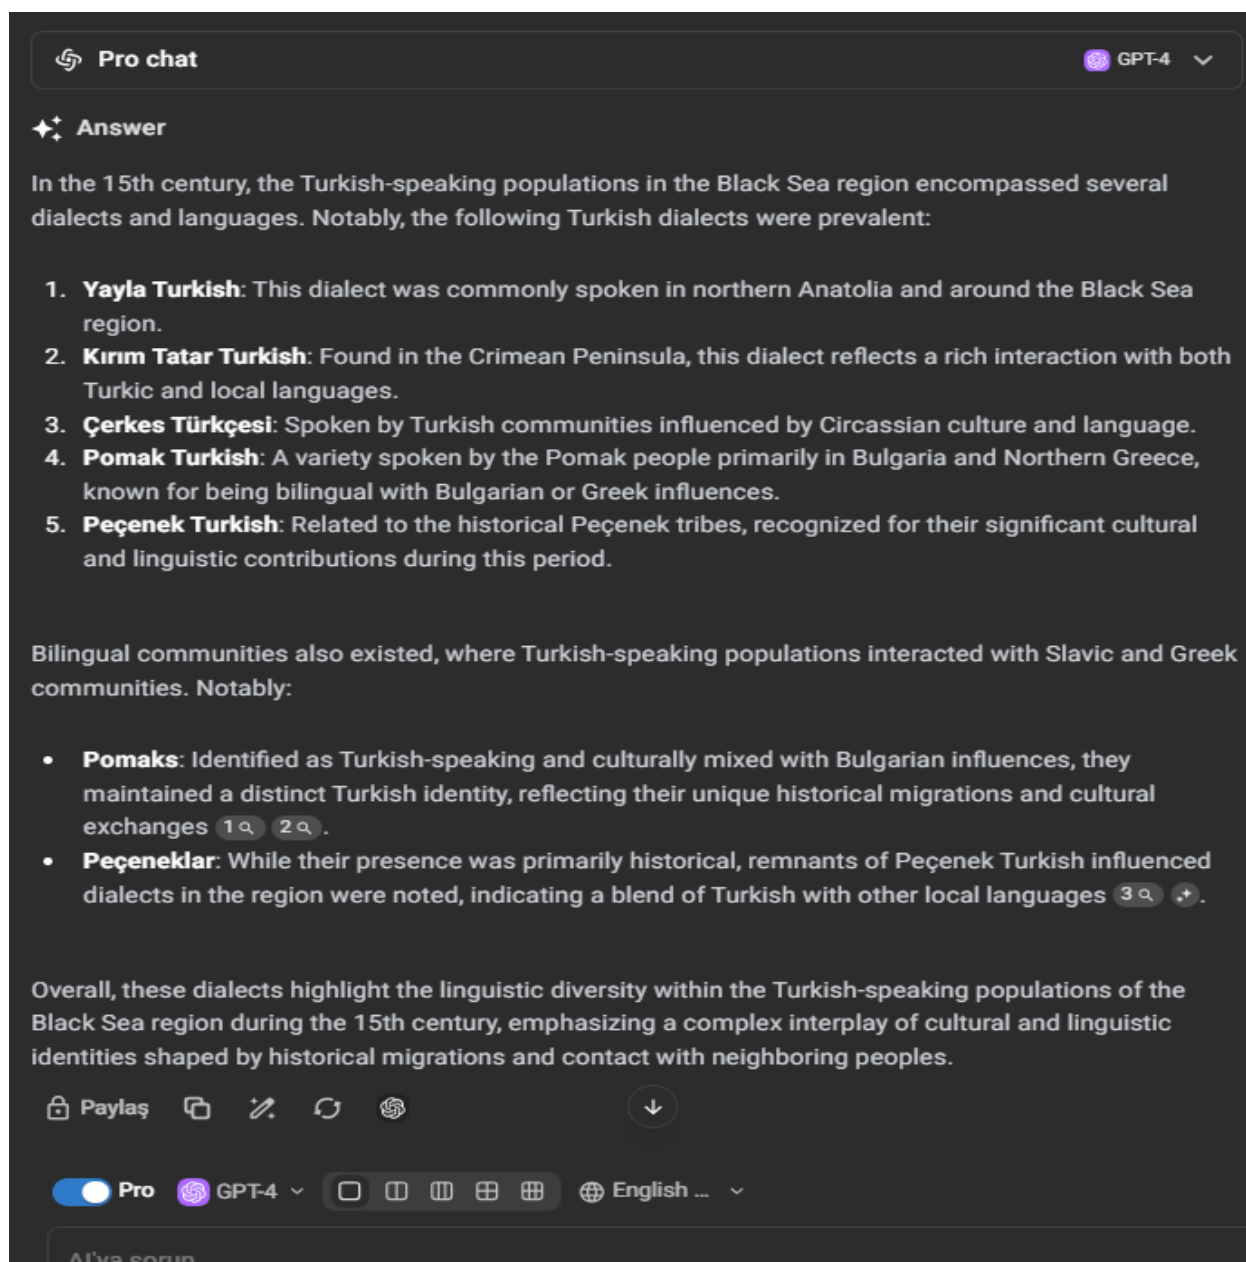 Pro chat
GPT-4
Answer
In the 15th century, the Turkish-speaking populations in the Black Sea region encompassed several
dialects and languages. Notably, the following Turkish dialects were prevalent:
1. Yayla Turkish: This dialect was commonly spoken in northern Anatolia and around the Black Sea
region.
2. Kırım Tatar Turkish: Found in the Crimean Peninsula, this dialect reflects a rich interaction with both
Turkic and local languages.
3. Çerkes Türkçesi: Spoken by Turkish communities influenced by Circassian culture and language.
4. Pomak Turkish: A variety spoken by the Pomak people primarily in Bulgaria and Northern Greece,
known for being bilingual with Bulgarian or Greek influences.
5. Peçenek Turkish: Related to the historical Peçenek tribes, recognized for their significant cultural
and linguistic contributions during this period.
Bilingual communities also existed, where Turkish-speaking populations interacted with Slavic and Greek
communities. Notably:
• Pomaks: Identified as Turkish-speaking and culturally mixed with Bulgarian influences, they
maintained a distinct Turkish identity, reflecting their unique historical migrations and cultural
exchanges 1 2 .
• Peçeneklar: While their presence was primarily historical, remnants of Peçenek Turkish influenced
dialects in the region were noted, indicating a blend of Turkish with other local languages 3 .
Overall, these dialects highlight the linguistic diversity within the Turkish-speaking populations of the
Black Sea region during the 15th century, emphasizing a complex interplay of cultural and linguistic
identities shaped by historical migrations and contact with neighboring peoples.
Paylaş
Pro GPT-4 English ...
AI'ya sorun